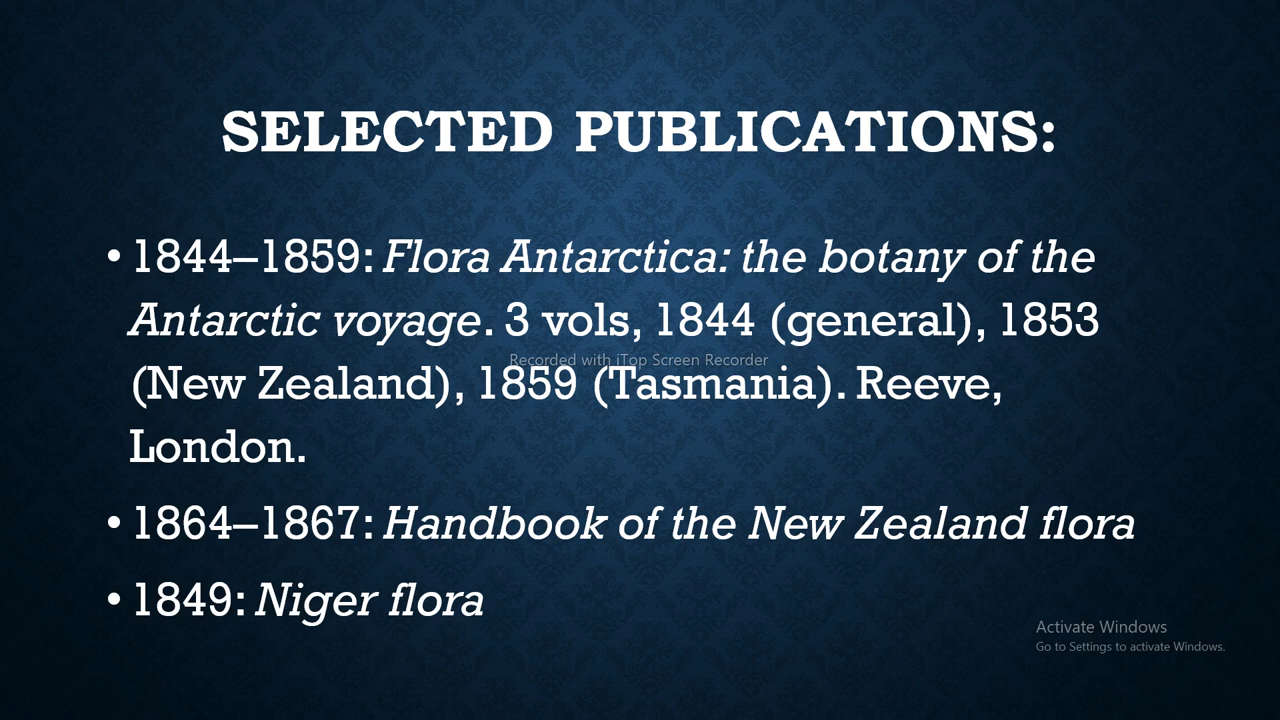 SELECTED PUBLICATIONS:
• 1844–1859: Flora Antarctica: the botany of the
Antarctic voyage. 3 vols, 1844 (general), 1853
Recorded with iTop Screen Recorder
(New Zealand), 1859 (Tasmania). Reeve,
London.
• 1864–1867: Handbook of the New Zealand flora
• 1849: Niger flora
Activate Windows
Go to Settings to activate Windows.